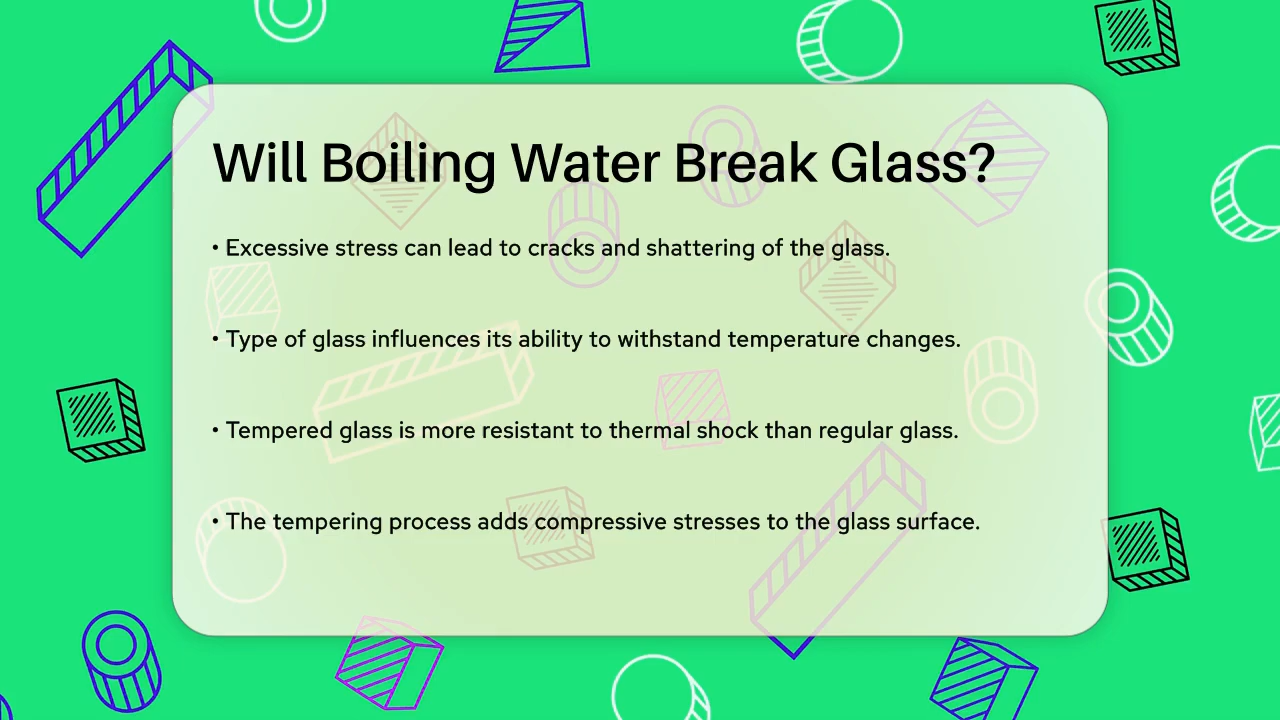 Will Boiling Water Break Glass?
• Excessive stress can lead to cracks and shattering of the glass.
• Type of glass influences its ability to withstand temperature changes.
• Tempered glass is more resistant to thermal shock than regular glass.
• The tempering process adds compressive stresses to the glass surface.